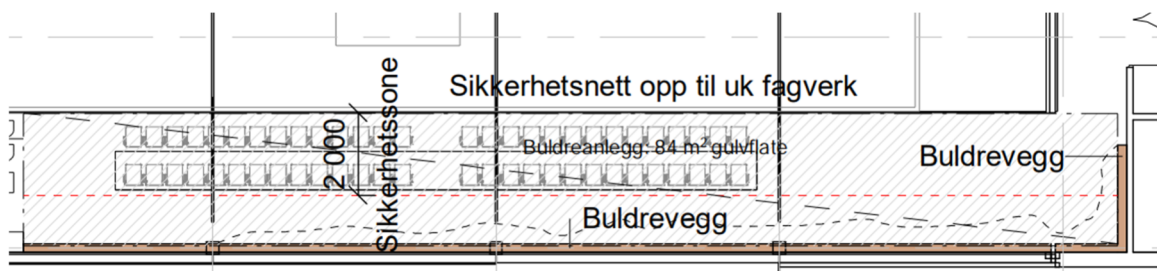 Sikkerhetsnett opp til uk fagverk
2 000
Sikkerhetssone
Buldreanlegg: 84 m² gulvflate
Buldrevegg
Buldrevegg